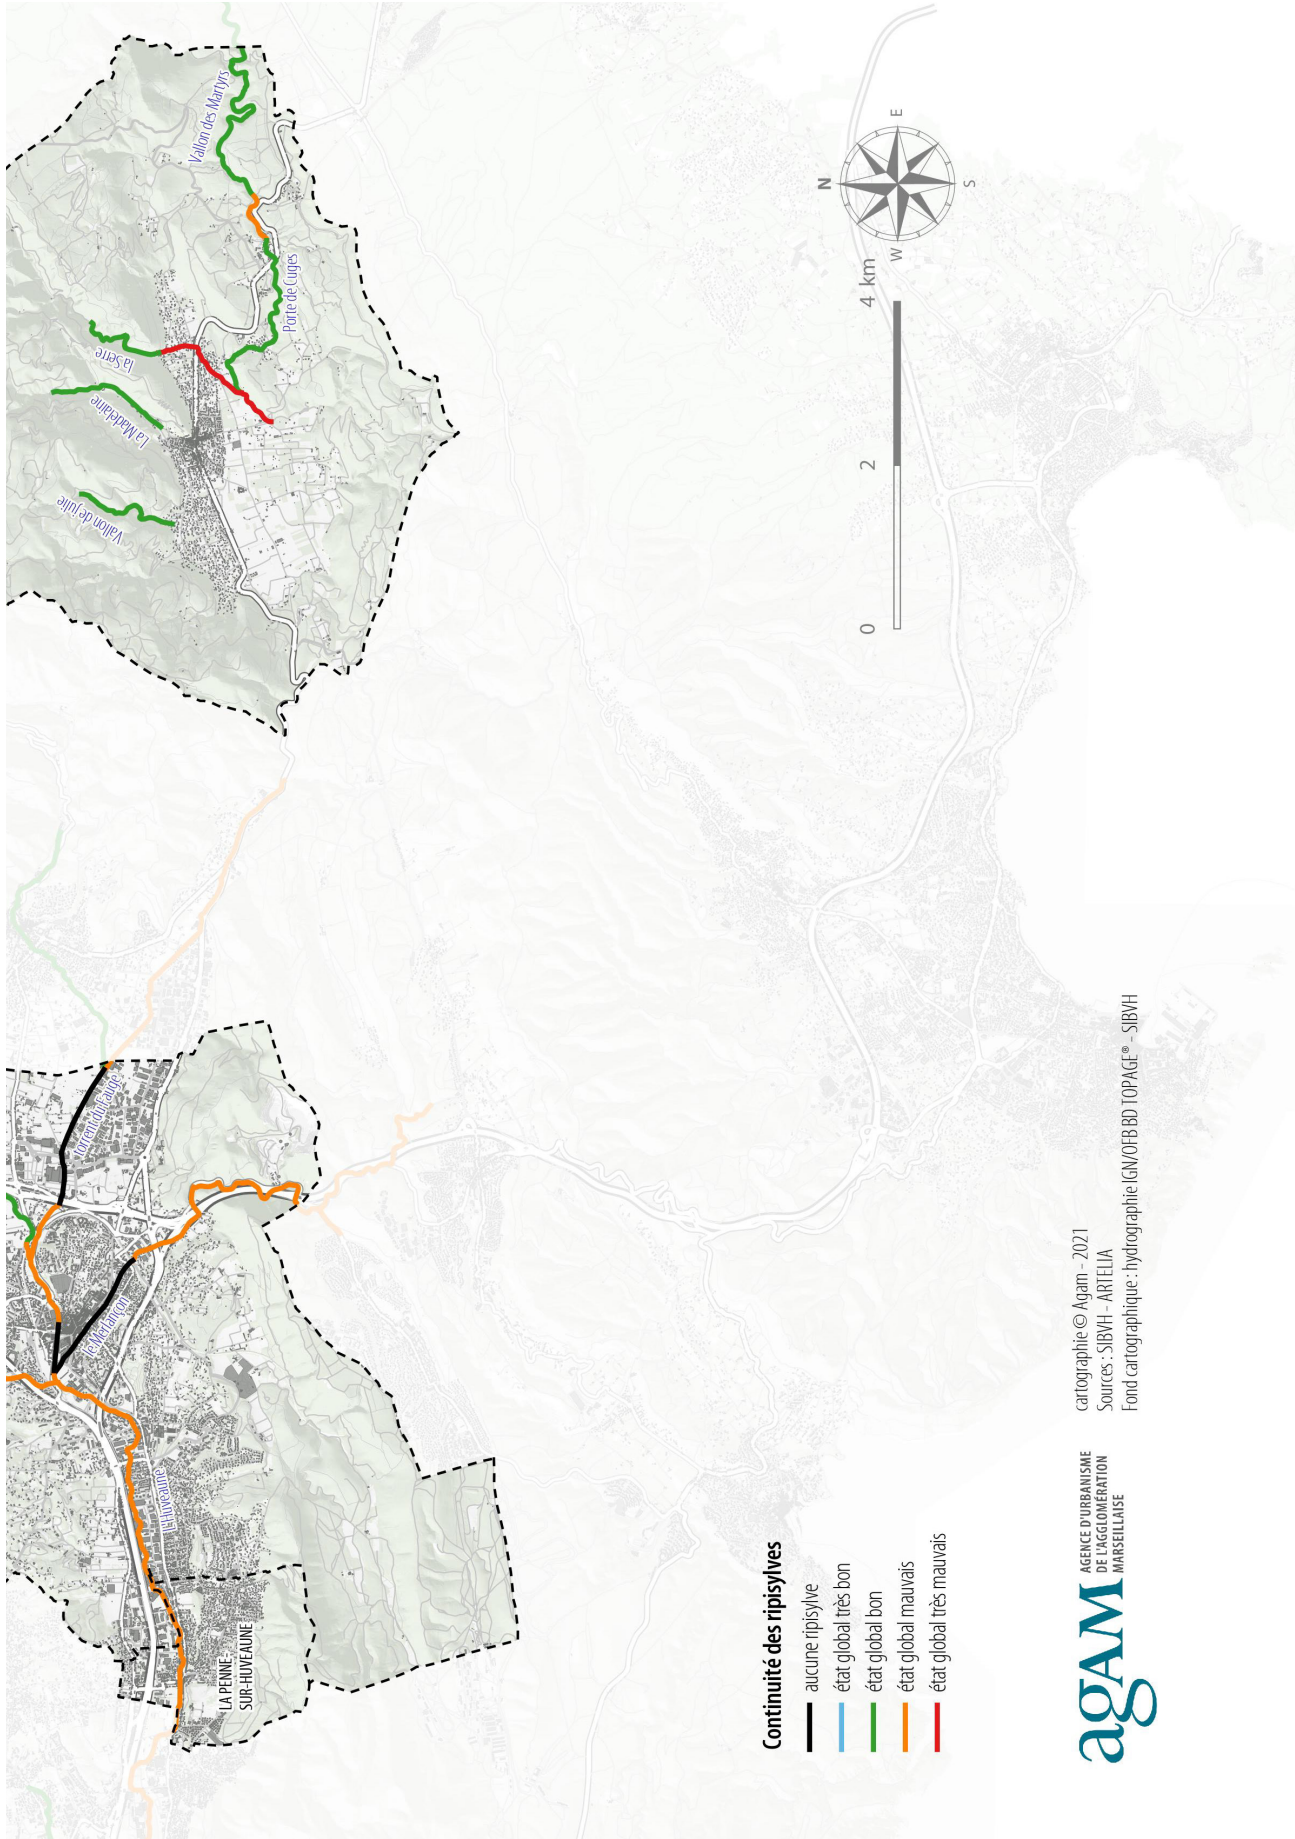 Vallon des Martyrs
Porte de Cuges
la Serre
La Madelaine
Vallon de julie
Torrent du Fauge
le Merlançon
l'Huveaune
LA PENNE-
SUR-HUVEAUNE
N
E
S
W
0
2
4 km
Continuité des ripisylves
aucune ripisylve
état global très bon
état global bon
état global mauvais
état global très mauvais
agAM
AGENCE D'URBANISME
DE L'AGGLOMÉRATION
MARSEILLAISE
cartographie © Agam - 2021
Sources : SIBVH - ARTELIA
Fond cartographique : hydrographie IGN/OFB BD TOPAGE® - SIBVH